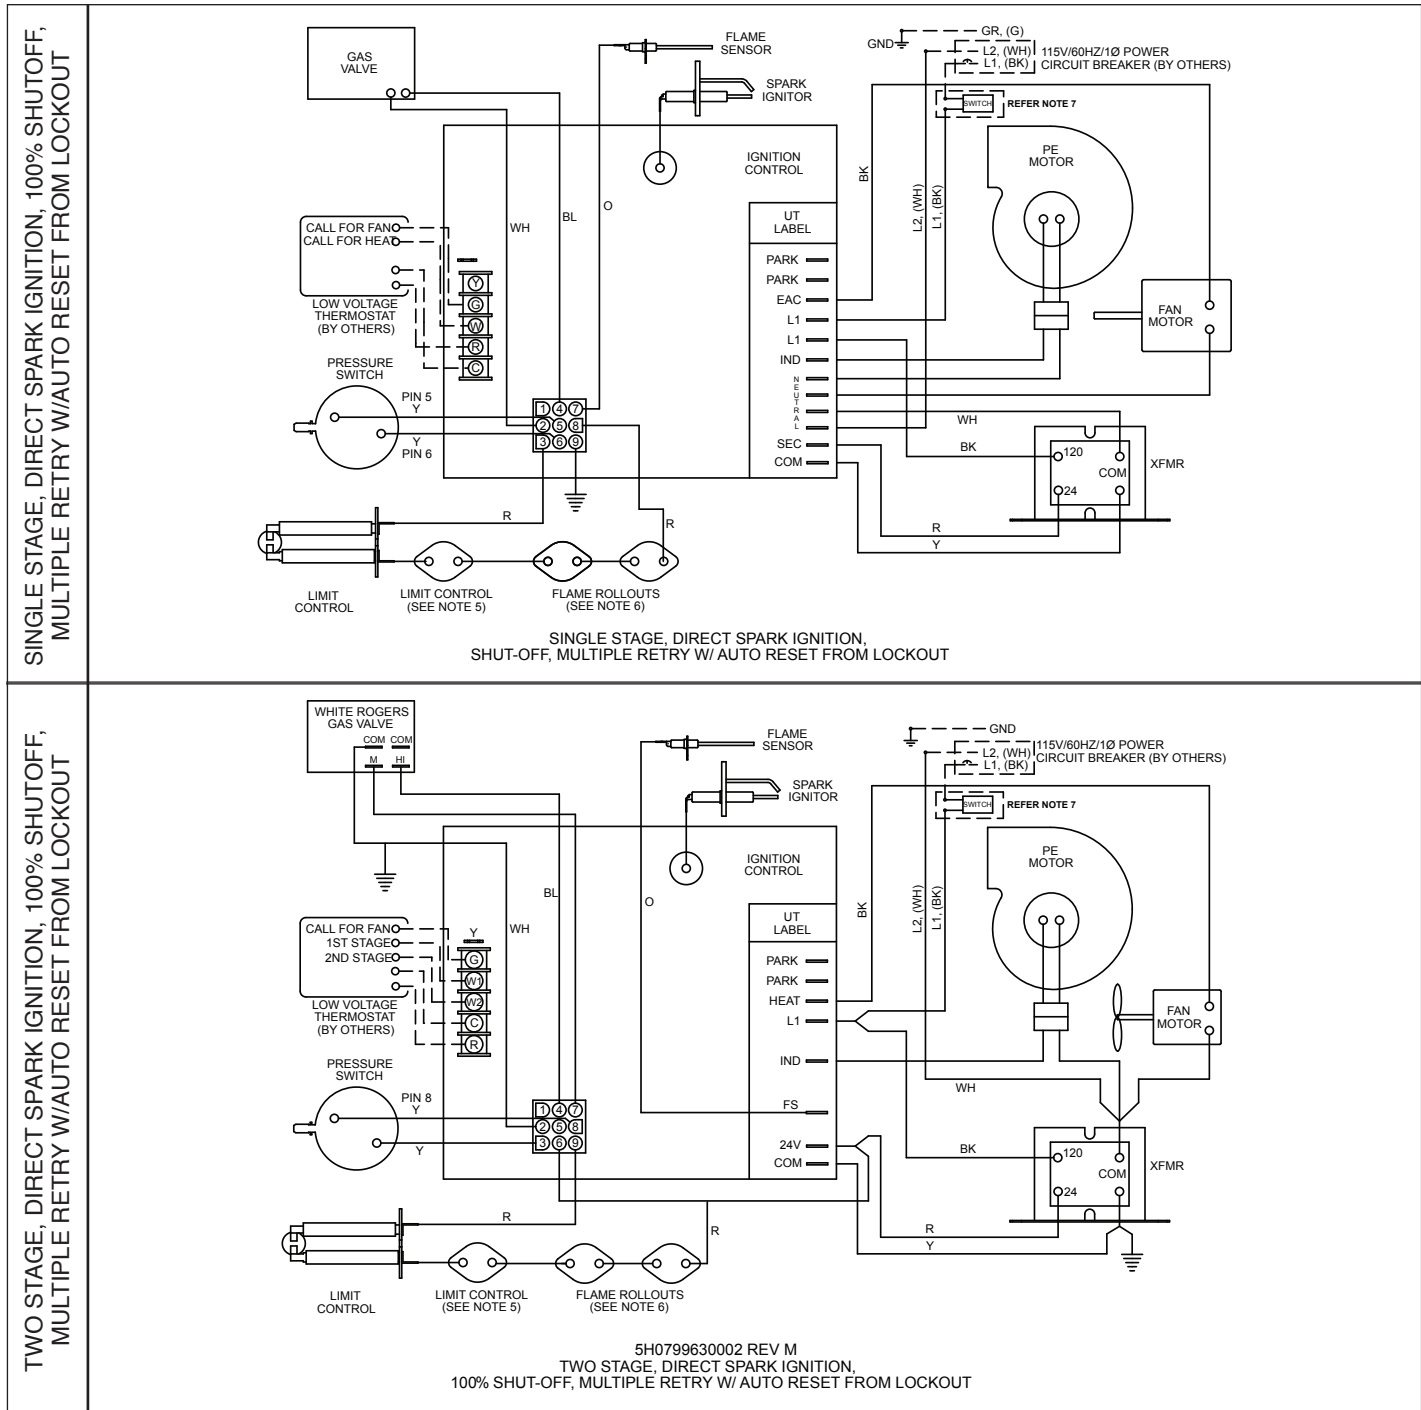 SINGLE STAGE, DIRECT SPARK IGNITION, 100% SHUTOFF,
MULTIPLE RETRY W/AUTO RESET FROM LOCKOUT
GAS
VALVE
FLAME
SENSOR
SPARK
IGNITOR
GND
GR, (G)
L2, (WH)
L1, (BK)
115V/60HZ/1Ø POWER
CIRCUIT BREAKER (BY OTHERS)
SWITCH
REFER NOTE 7
IGNITION
CONTROL
PE
MOTOR
BK
L2, (WH)
L1, (BK)
O
BL
WH
UT
LABEL
CALL FOR FAN
CALL FOR HEAT
LOW VOLTAGE
THERMOSTAT
(BY OTHERS)
Y
G
W
R
C
PARK
PARK
EAC
L1
L1
IND
NEUTRAL
SEC
COM
FAN
MOTOR
PRESSURE
SWITCH
PIN 5
Y
Y
PIN 6
1 4 7
2 5 8
3 6 9
WH
BK
120
COM
24
XFMR
R
R
R
Y
LIMIT
CONTROL
LIMIT CONTROL
(SEE NOTE 5)
FLAME ROLLOUTS
(SEE NOTE 6)
SINGLE STAGE, DIRECT SPARK IGNITION,
SHUT-OFF, MULTIPLE RETRY W/ AUTO RESET FROM LOCKOUT
TWO STAGE, DIRECT SPARK IGNITION, 100% SHUTOFF,
MULTIPLE RETRY W/AUTO RESET FROM LOCKOUT
WHITE ROGERS
GAS VALVE
COM COM
M HI
FLAME
SENSOR
SPARK
IGNITOR
GND
L2, (WH)
L1, (BK)
115V/60HZ/1Ø POWER
CIRCUIT BREAKER (BY OTHERS)
SWITCH
REFER NOTE 7
IGNITION
CONTROL
PE
MOTOR
BK
L2, (WH)
L1, (BK)
BL
O
WH
UT
LABEL
CALL FOR FAN
1ST STAGE
2ND STAGE
LOW VOLTAGE
THERMOSTAT
(BY OTHERS)
Y
G
W1
W2
C
R
PARK
PARK
HEAT
L1
IND
FS
24V
COM
FAN
MOTOR
PRESSURE
SWITCH
PIN 8
Y
Y
1 4 7
2 5 8
3 6 9
WH
BK
120
COM
24
XFMR
R
R
R
Y
LIMIT
CONTROL
LIMIT CONTROL
(SEE NOTE 5)
FLAME ROLLOUTS
(SEE NOTE 6)
5H0799630002 REV M
TWO STAGE, DIRECT SPARK IGNITION,
100% SHUT-OFF, MULTIPLE RETRY W/ AUTO RESET FROM LOCKOUT